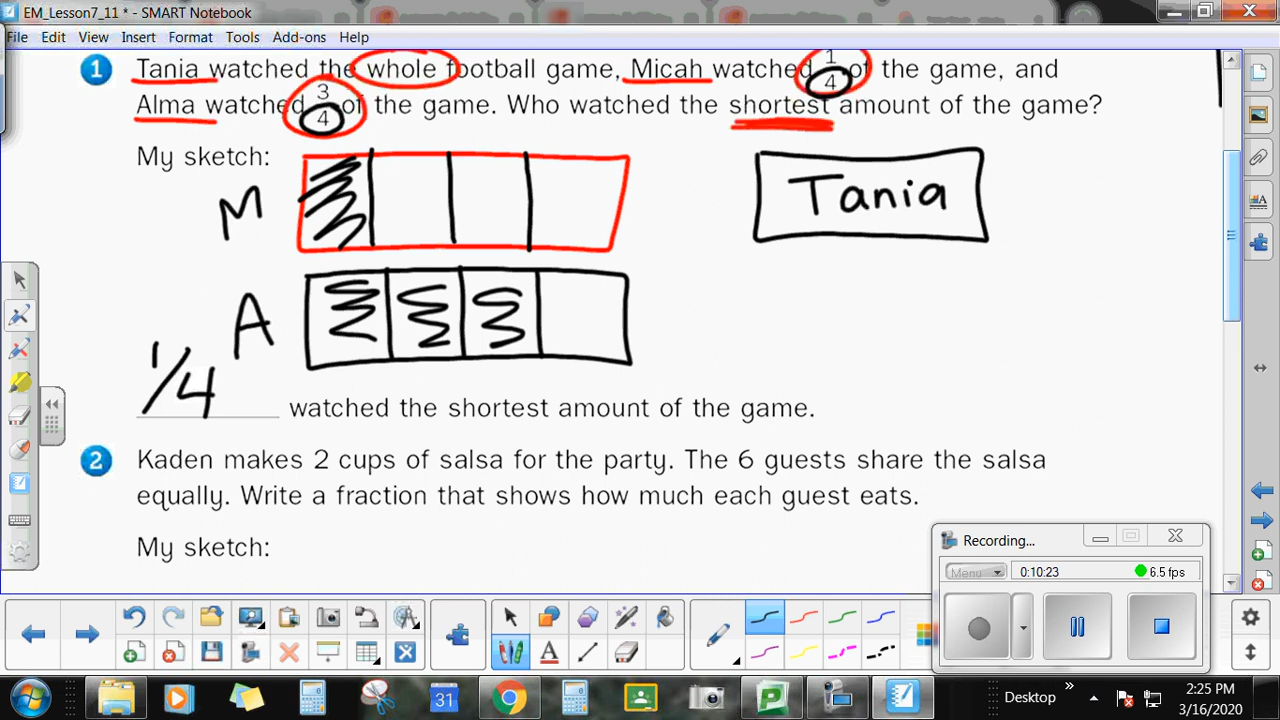 EM_Lesson7_11 * - SMART Notebook
File Edit View Insert Format Tools Add-ons Help
1 Tania watched the whole football game, Micah watched 1/4 of the game, and
Alma watched 3/4 of the game. Who watched the shortest amount of the game?
My sketch:
M
Tania
A
1/4 watched the shortest amount of the game.
2 Kaden makes 2 cups of salsa for the party. The 6 guests share the salsa
equally. Write a fraction that shows how much each guest eats.
My sketch:
Recording...
Menu 0:10:23 6.5 fps
A
31
Desktop » 2:25 PM
3/16/2020